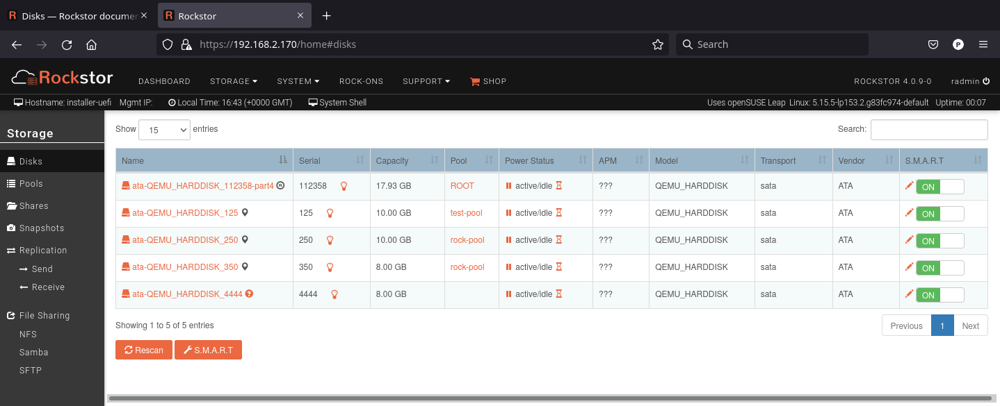 Disks — Rockstor documen
Rockstor
https://192.168.2.170/home#disks
Search
P
Rockstor
DASHBOARD STORAGE SYSTEM ROCK-ONS SUPPORT SHOP
ROCKSTOR 4.0.9-0 radmin
Hostname: installer-uefi Mgmt IP: Local Time: 16:43 (+0000 GMT) System Shell
Uses openSUSE Leap Linux: 5.15.5-lp153.2.g83fc974-default Uptime: 00:07
Storage
Disks
Pools
Shares
Snapshots
Replication
Send
Receive
File Sharing
NFS
Samba
SFTP
Show 15 entries
Search:
Name Serial Capacity Pool Power Status APM Model Transport Vendor S.M.A.R.T
ata-QEMU_HARDDISK_112358-part4 112358 17.93 GB ROOT active/idle ??? QEMU_HARDDISK sata ATA ON
ata-QEMU_HARDDISK_125 125 10.00 GB test-pool active/idle ??? QEMU_HARDDISK sata ATA ON
ata-QEMU_HARDDISK_250 250 10.00 GB rock-pool active/idle ??? QEMU_HARDDISK sata ATA ON
ata-QEMU_HARDDISK_350 350 8.00 GB rock-pool active/idle ??? QEMU_HARDDISK sata ATA ON
ata-QEMU_HARDDISK_4444 4444 8.00 GB active/idle ??? QEMU_HARDDISK sata ATA ON
Showing 1 to 5 of 5 entries
Previous 1 Next
Rescan S.M.A.R.T